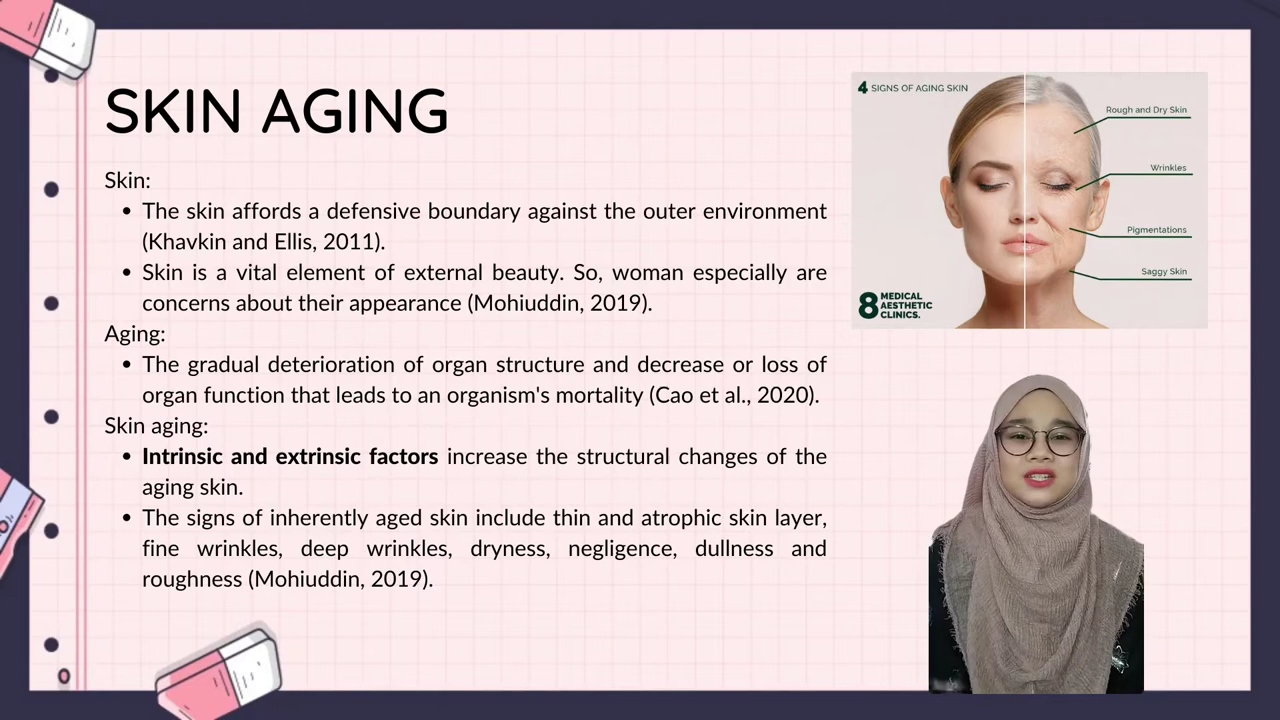 SKIN AGING
Skin:
• The skin affords a defensive boundary against the outer environment
(Khavkin and Ellis, 2011).
• Skin is a vital element of external beauty. So, woman especially are
concerns about their appearance (Mohiuddin, 2019).
Aging:
• The gradual deterioration of organ structure and decrease or loss of
organ function that leads to an organism's mortality (Cao et al., 2020).
Skin aging:
• Intrinsic and extrinsic factors increase the structural changes of the
aging skin.
• The signs of inherently aged skin include thin and atrophic skin layer,
fine wrinkles, deep wrinkles, dryness, negligence, dullness and
roughness (Mohiuddin, 2019).
4 SIGNS OF AGING SKIN
Rough and Dry Skin
Wrinkles
Pigmentations
Saggy Skin
8 MEDICAL
AESTHETIC
CLINICS.